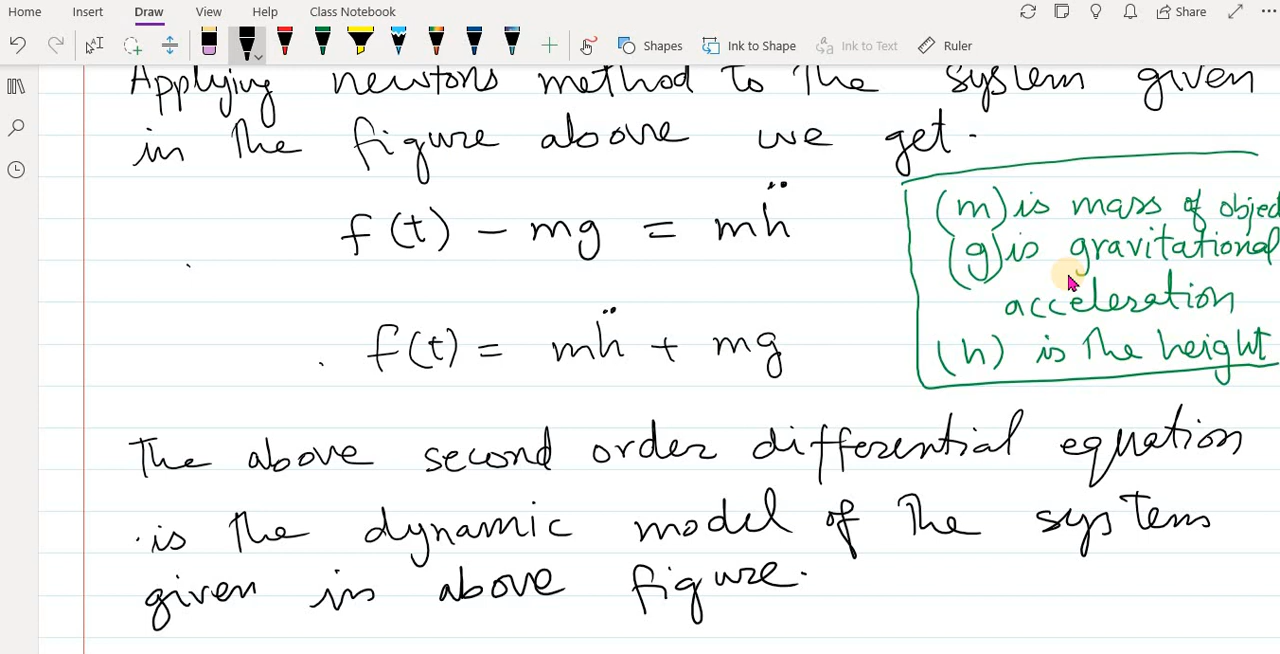 Home Insert Draw View Help Class Notebook Share
Shapes Ink to Shape Ink to Text Ruler
Applying newtons method to the system given
in the figure above we get.
f(t) - mg = mḧ
f(t) = mḧ + mg
(m) is mass of objec
(g) is gravitational
acceleration
(h) is the height
The above second order differential equation
is the dynamic model of the system
given in above figure.